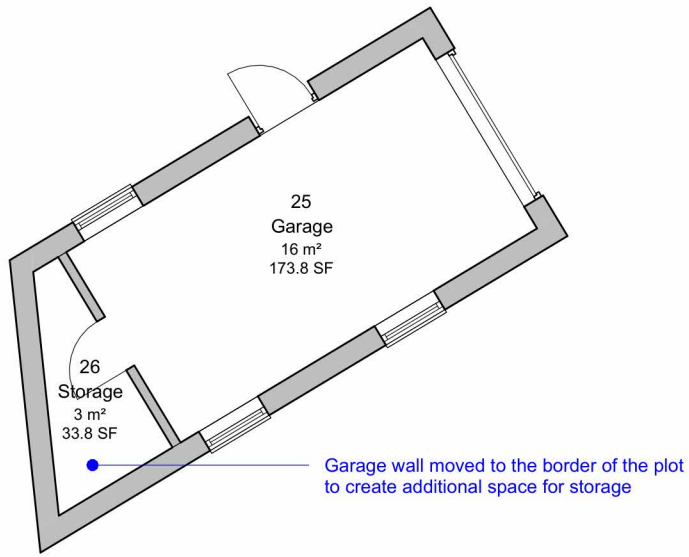 25
Garage
16 m²
173.8 SF
26
Storage
3 m²
33.8 SF
Garage wall moved to the border of the plot
to create additional space for storage